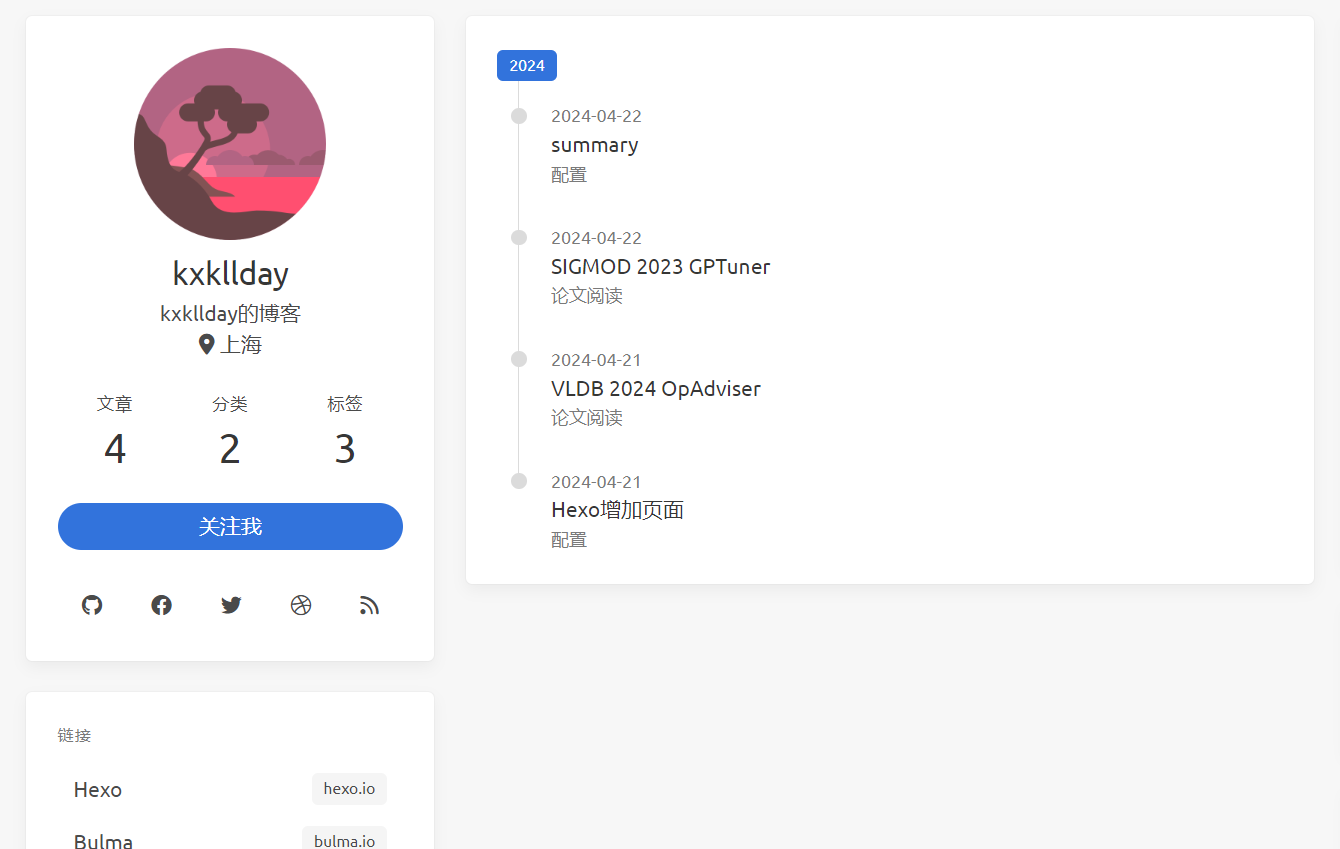 kxkllday
kxkllday的博客
上海
文章 分类 标签
4 2 3
关注我
链接
Hexo hexo.io
Bulma bulma.io
2024
2024-04-22
summary
配置
2024-04-22
SIGMOD 2023 GPTuner
论文阅读
2024-04-21
VLDB 2024 OpAdviser
论文阅读
2024-04-21
Hexo增加页面
配置